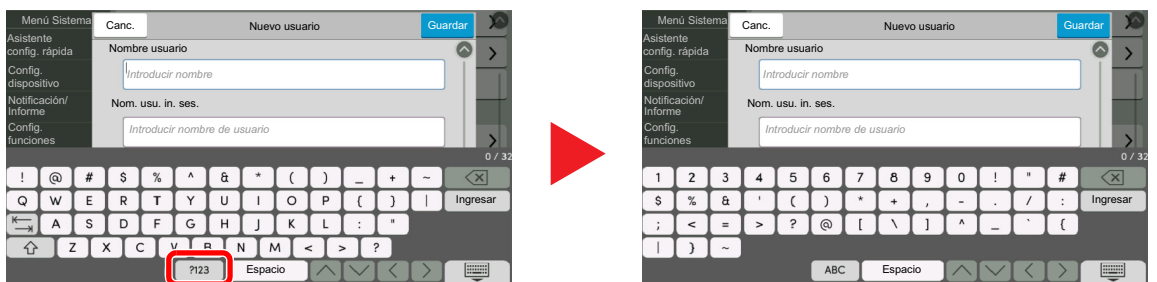 Menú Sistema
Asistente
config. rápida
Config.
dispositivo
Notificación/
Informe
Config.
funciones
Canc.
Nuevo usuario
Guardar
Nombre usuario
Introducir nombre
Nom. usu. in. ses.
Introducir nombre de usuario
0 / 32
! @ # $ % ^ & * ( ) _ + ~
Q W E R T Y U I O P { } | Ingresar
A S D F G H J K L : "
Z X C V B N M < > ?
?123 Espacio
Menú Sistema
Asistente
config. rápida
Config.
dispositivo
Notificación/
Informe
Config.
funciones
Canc.
Nuevo usuario
Guardar
Nombre usuario
Introducir nombre
Nom. usu. in. ses.
Introducir nombre de usuario
0 / 32
1 2 3 4 5 6 7 8 9 0 ! " #
$ % & ' ( ) * + , - . / : Ingresar
; < = > ? @ [ \ ] ^ _ ` {
| } ~
ABC Espacio